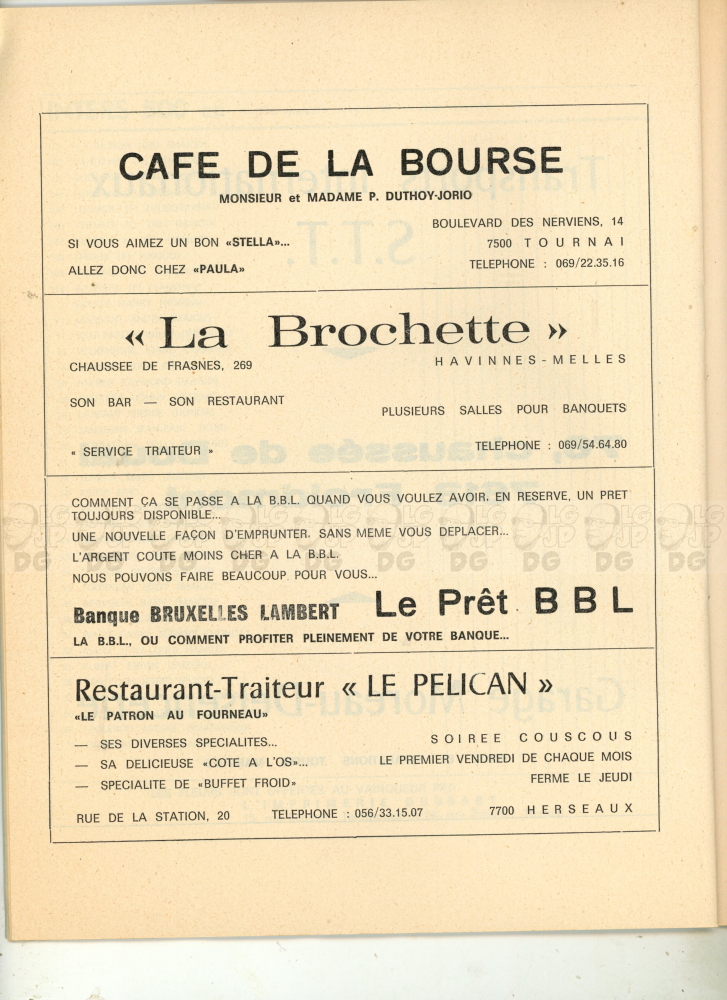 CAFE DE LA BOURSE
MONSIEUR et MADAME P. DUTHOY-JORIO
BOULEVARD DES NERVIENS, 14
SI VOUS AIMEZ UN BON «STELLA»...
7500 TOURNAI
ALLEZ DONC CHEZ «PAULA»
TELEPHONE : 069/22.35.16
« La Brochette »
CHAUSSEE DE FRASNES, 269
HAVINNES-MELLES
SON BAR — SON RESTAURANT
PLUSIEURS SALLES POUR BANQUETS
« SERVICE TRAITEUR »
TELEPHONE : 069/54.64.80
COMMENT ÇA SE PASSE A LA B.B.L. QUAND VOUS VOULEZ AVOIR. EN RESERVE, UN PRET
TOUJOURS DISPONIBLE...
UNE NOUVELLE FAÇON D'EMPRUNTER. SANS MEME VOUS DEPLACER...
L'ARGENT COUTE MOINS CHER A LA B.B.L.
NOUS POUVONS FAIRE BEAUCOUP POUR VOUS...
Banque BRUXELLES LAMBERT Le Prêt BBL
LA B.B.L., OU COMMENT PROFITER PLEINEMENT DE VOTRE BANQUE...
Restaurant-Traiteur « LE PELICAN »
«LE PATRON AU FOURNEAU»
— SES DIVERSES SPECIALITES...
SOIREE COUSCOUS
— SA DELICIEUSE «COTE A L'OS»...
LE PREMIER VENDREDI DE CHAQUE MOIS
— SPECIALITE DE «BUFFET FROID»
FERME LE JEUDI
RUE DE LA STATION, 20 TELEPHONE : 056/33.15.07 7700 HERSEAUX